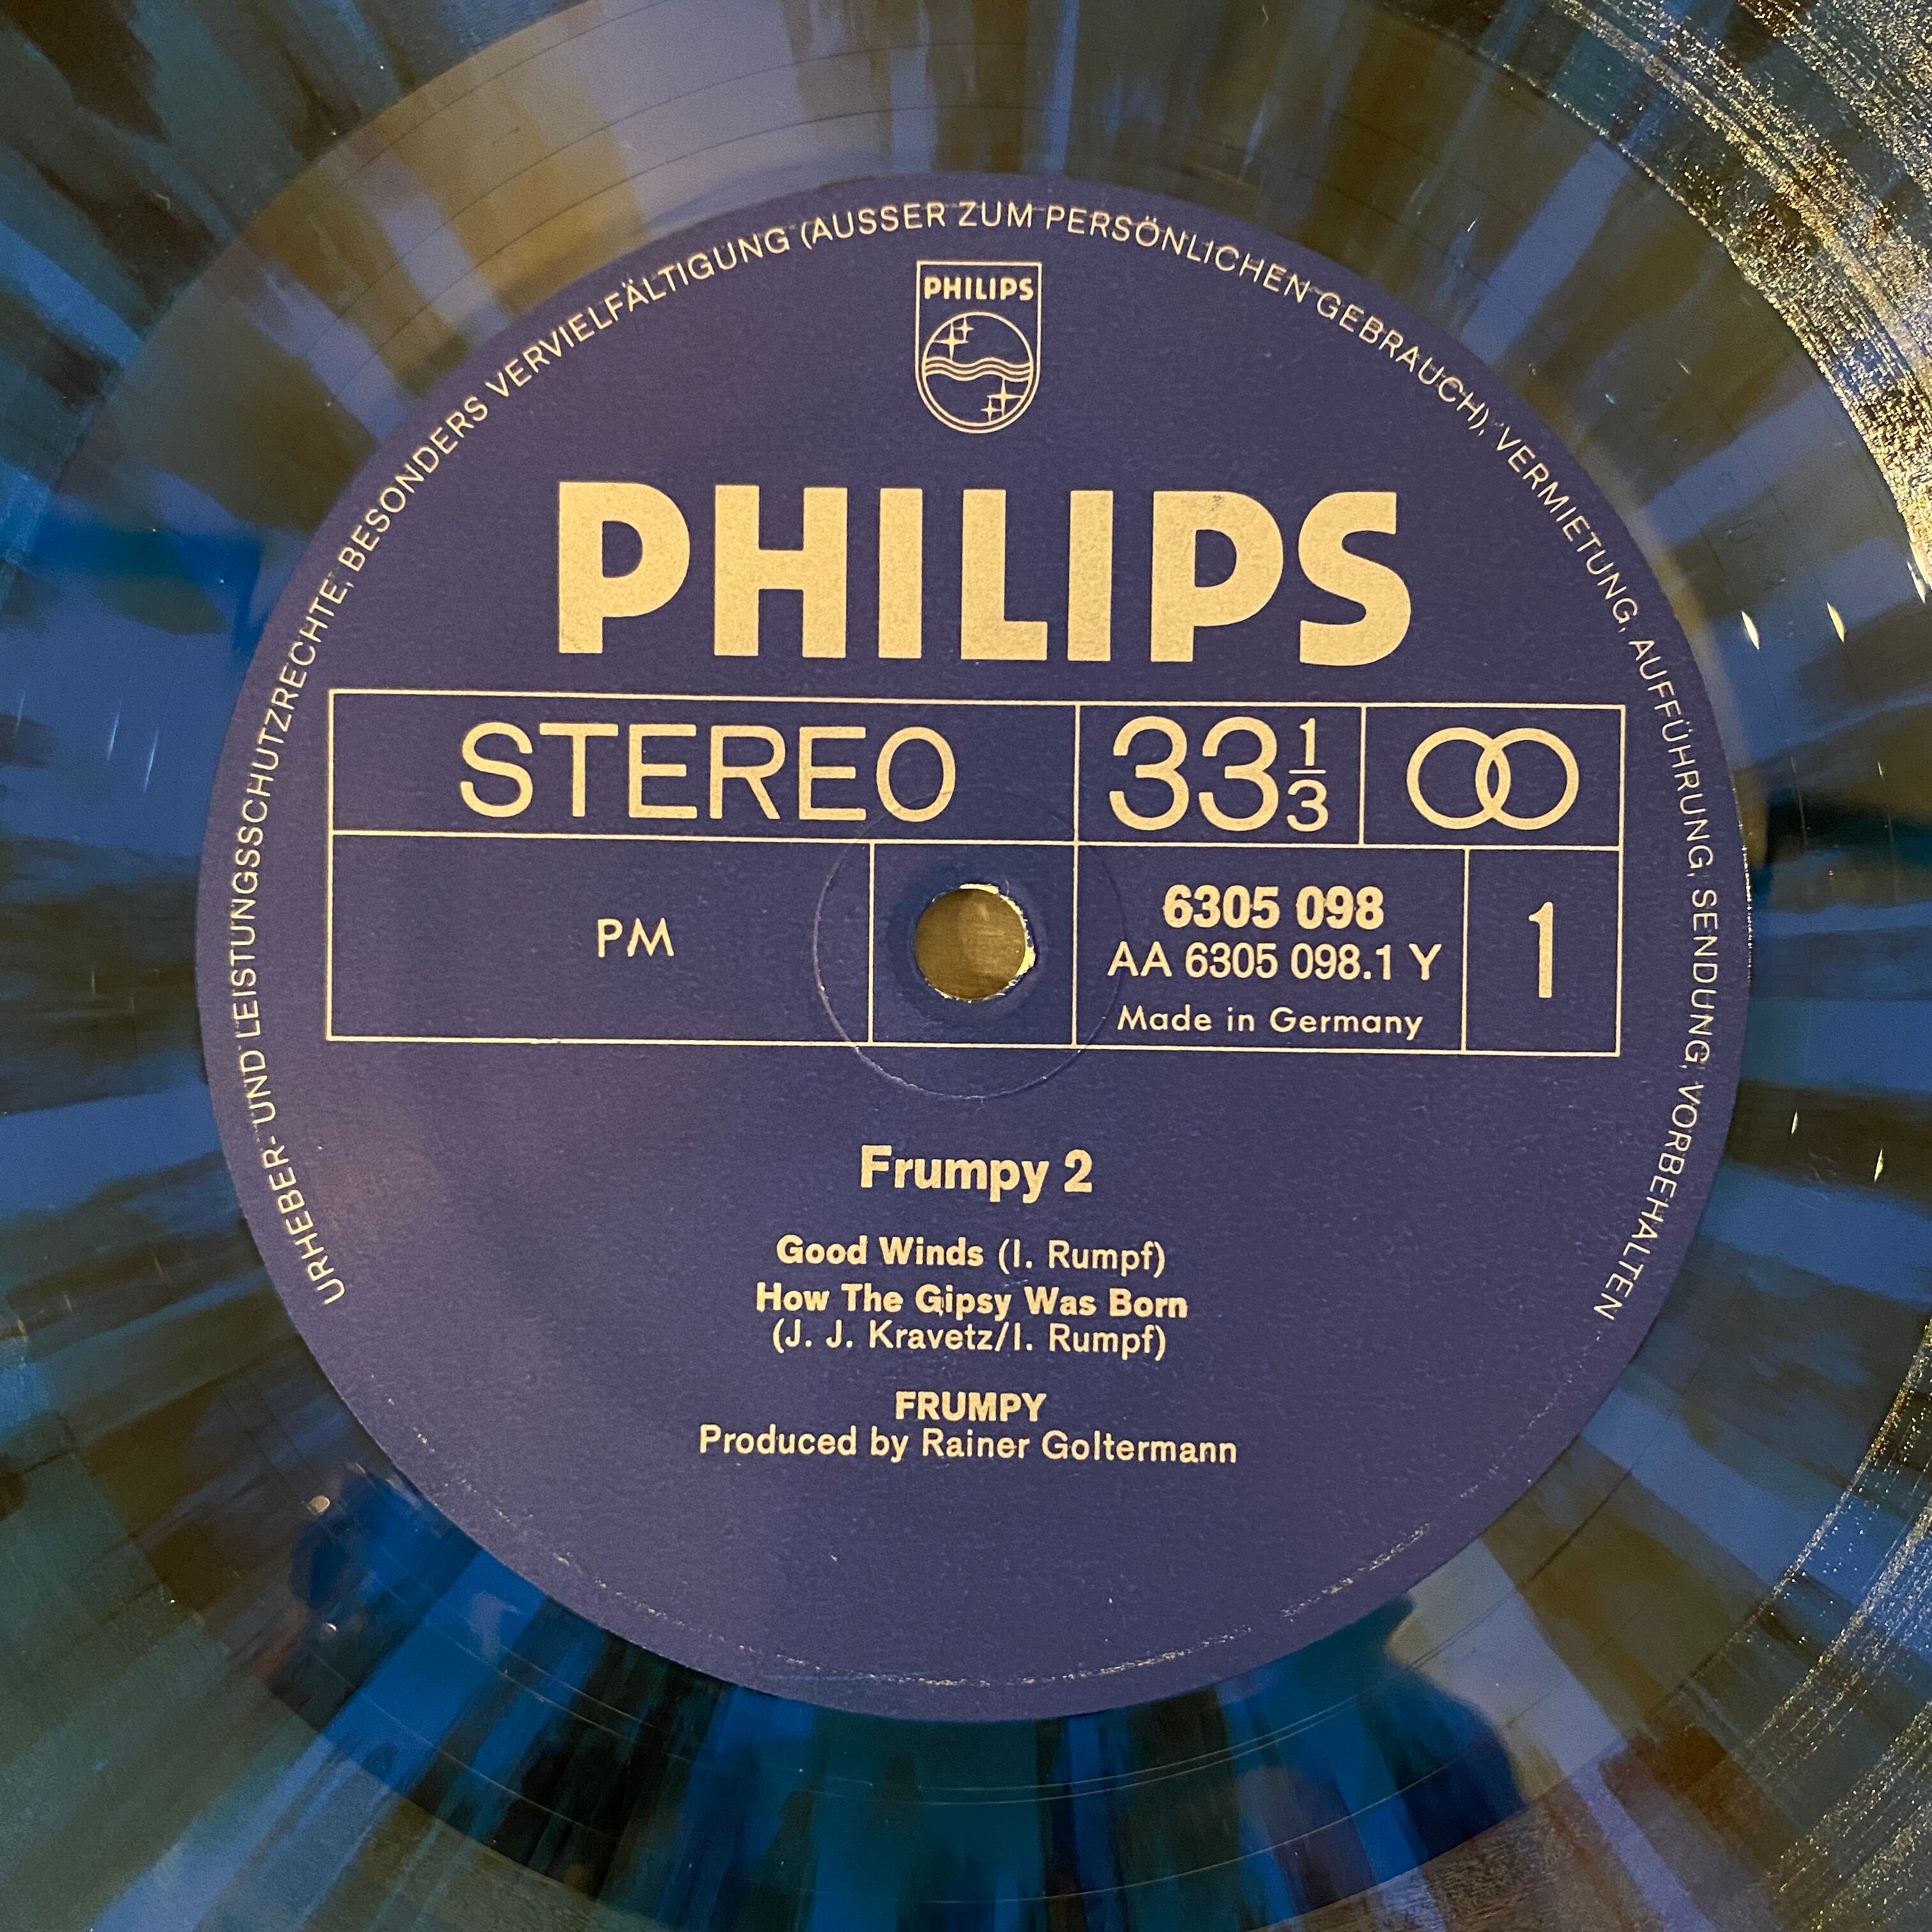 URHEBER- UND LEISTUNGSSCHUTZRECHTE, BESONDERS VERVIELFÄLTIGUNG (AUSSER ZUM PERSÖNLICHEN GEBRAUCH), VERMIETUNG, AUFFÜHRUNG, SENDUNG, VORBEHALTEN
PHILIPS
PHILIPS
STEREO 33 1/3
PM 6305 098 1
AA 6305 098.1 Y
Made in Germany
Frumpy 2
Good Winds (I. Rumpf)
How The Gipsy Was Born
(J. J. Kravetz/I. Rumpf)
FRUMPY
Produced by Rainer Goltermann